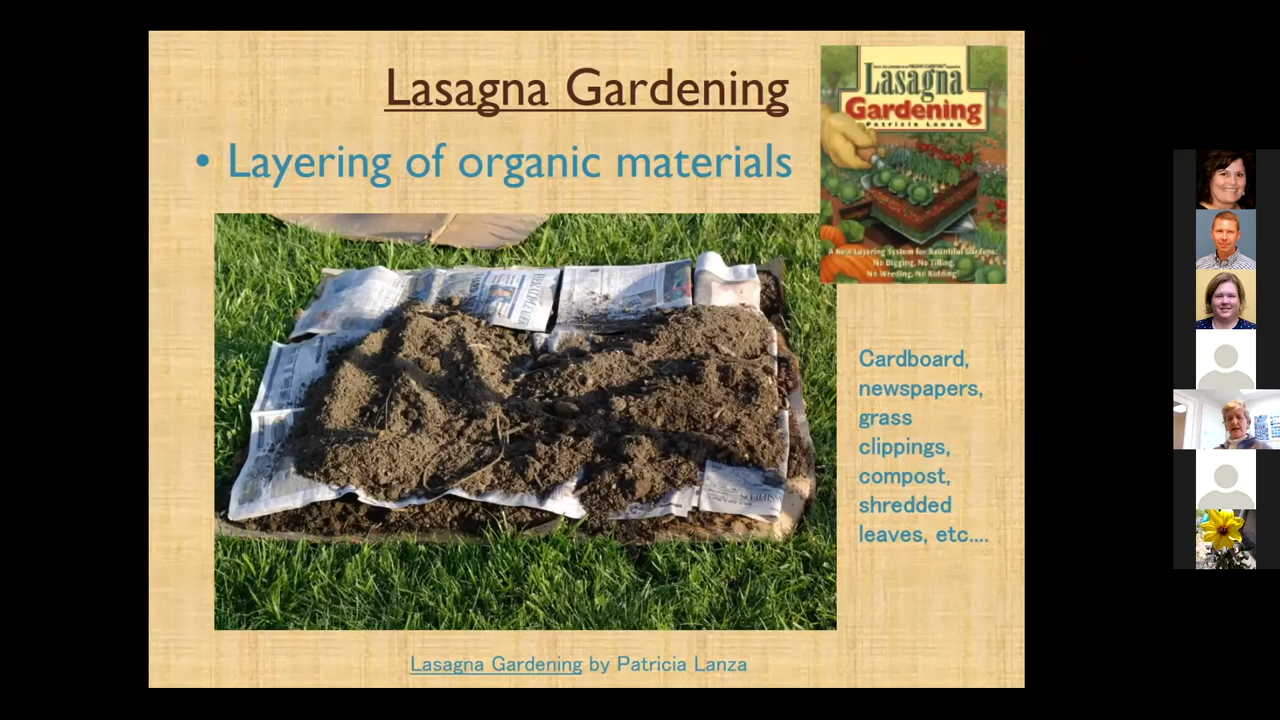 Lasagna Gardening
• Layering of organic materials
Lasagna
Gardening
Patricia Lanza
A New Layering System for Bountiful Gardens:
No Digging, No Tilling,
No Weeding, No Kidding!
Cardboard,
newspapers,
grass
clippings,
compost,
shredded
leaves, etc....
Lasagna Gardening by Patricia Lanza